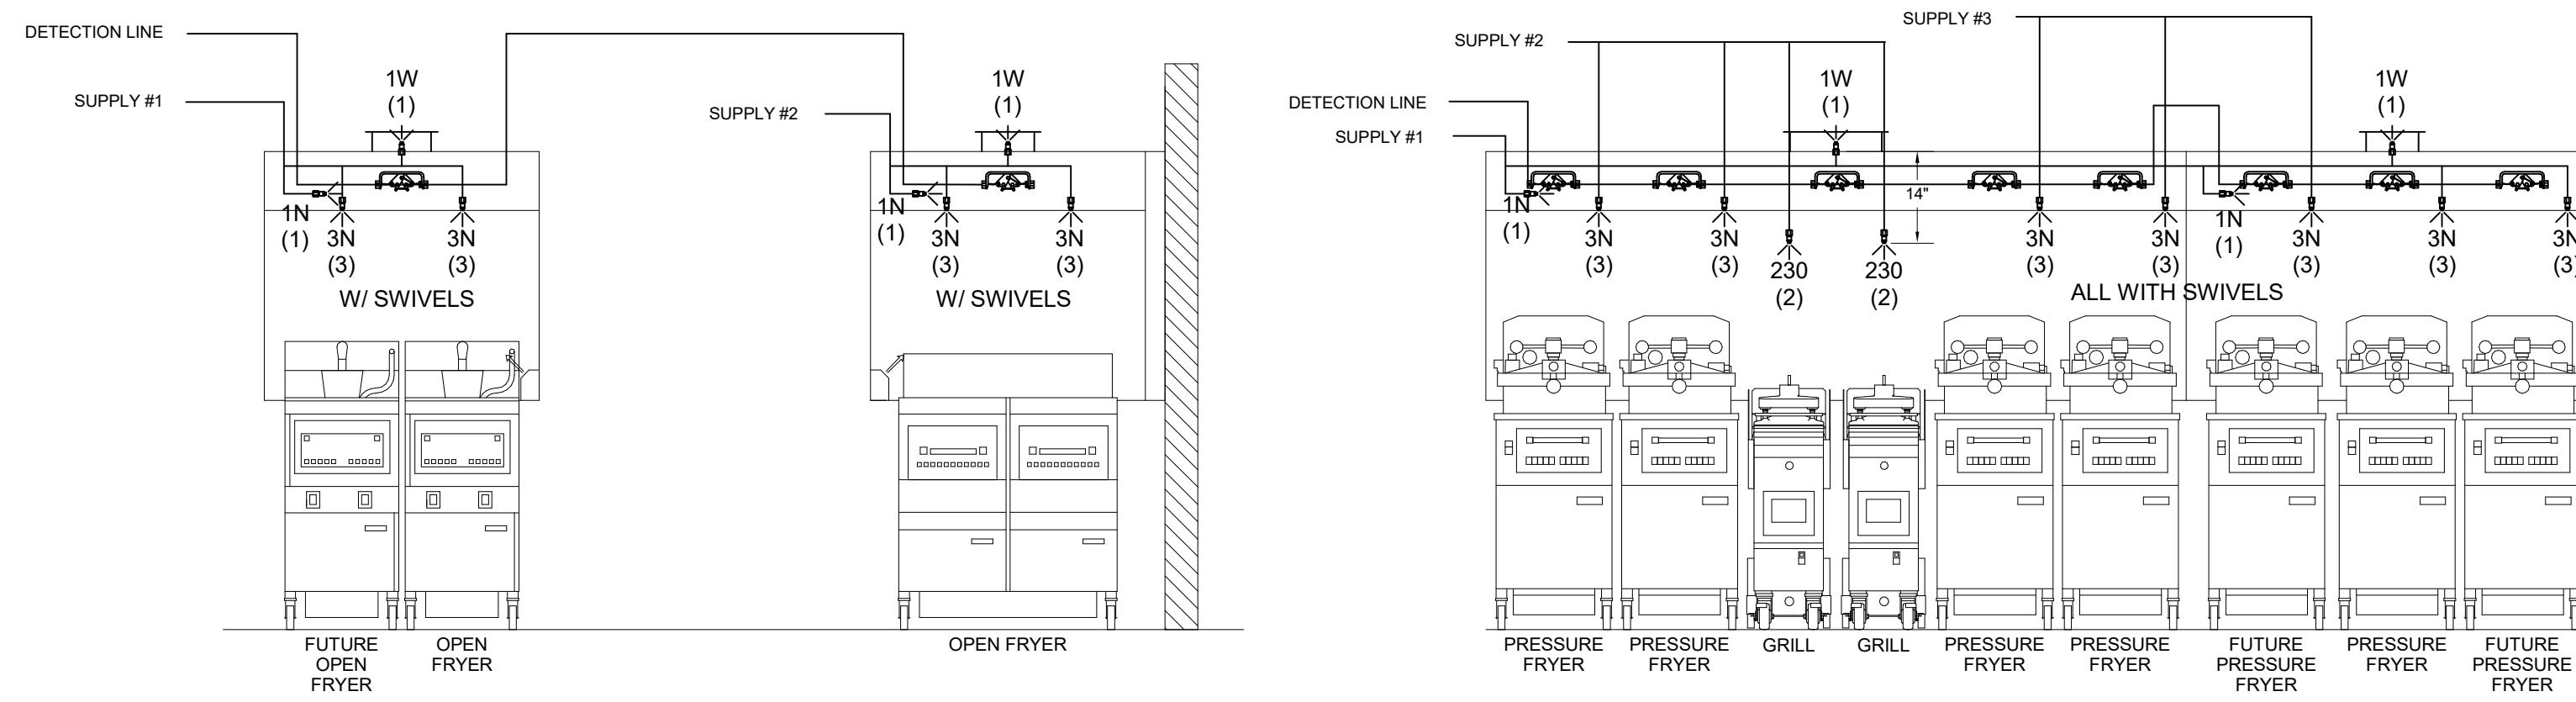 DETECTION LINE
SUPPLY #1
1W
(1)
1N
(1)
3N
(3)
3N
(3)
W/ SWIVELS
FUTURE
OPEN
FRYER
OPEN
FRYER
SUPPLY #2
1W
(1)
1N
(1)
3N
(3)
3N
(3)
W/ SWIVELS
OPEN FRYER
SUPPLY #3
SUPPLY #2
DETECTION LINE
SUPPLY #1
1W
(1)
1W
(1)
14"
1N
(1)
3N
(3)
3N
(3)
230
(2)
230
(2)
3N
(3)
3N
(3)
1N
(1)
3N
(3)
3N
(3)
3N
(3)
ALL WITH SWIVELS
PRESSURE
FRYER
PRESSURE
FRYER
GRILL
GRILL
PRESSURE
FRYER
PRESSURE
FRYER
FUTURE
PRESSURE
FRYER
PRESSURE
FRYER
FUTURE
PRESSURE
FRYER